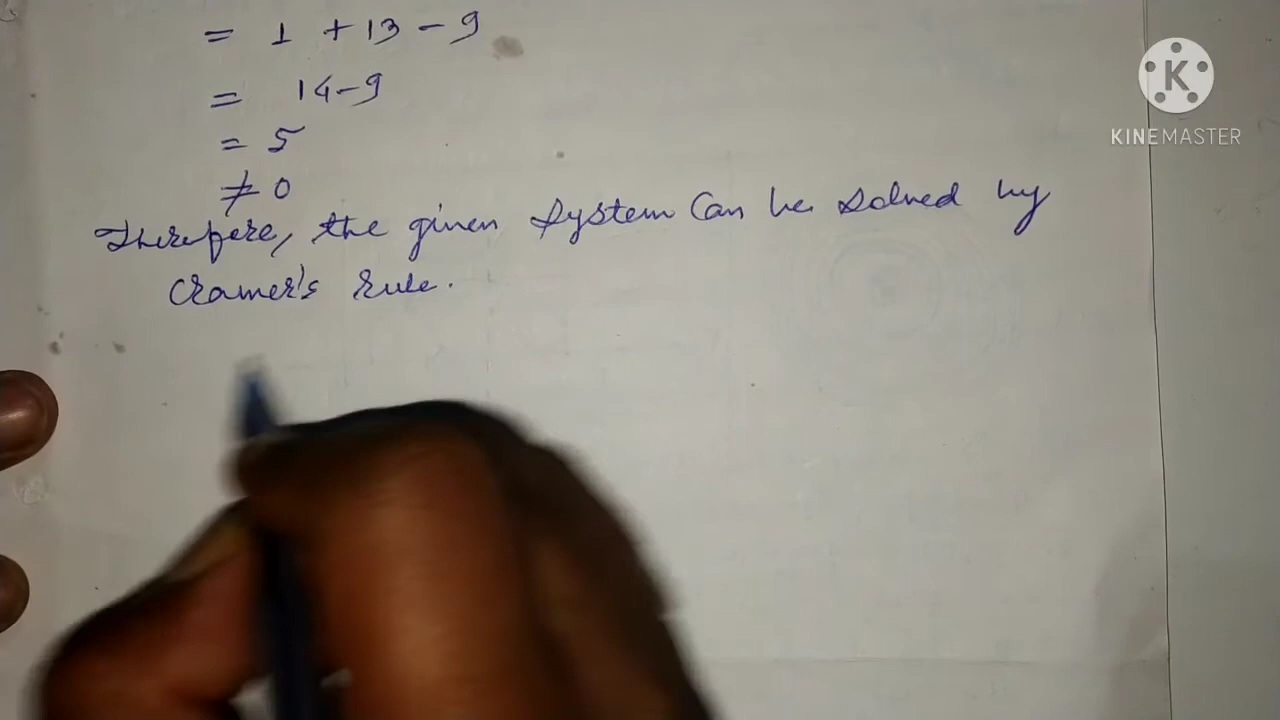 = 1 + 13 - 9
= 14 - 9
= 5
≠ 0
Therefore, the given system can be solved by
Cramer's rule.
K
KINEMASTER